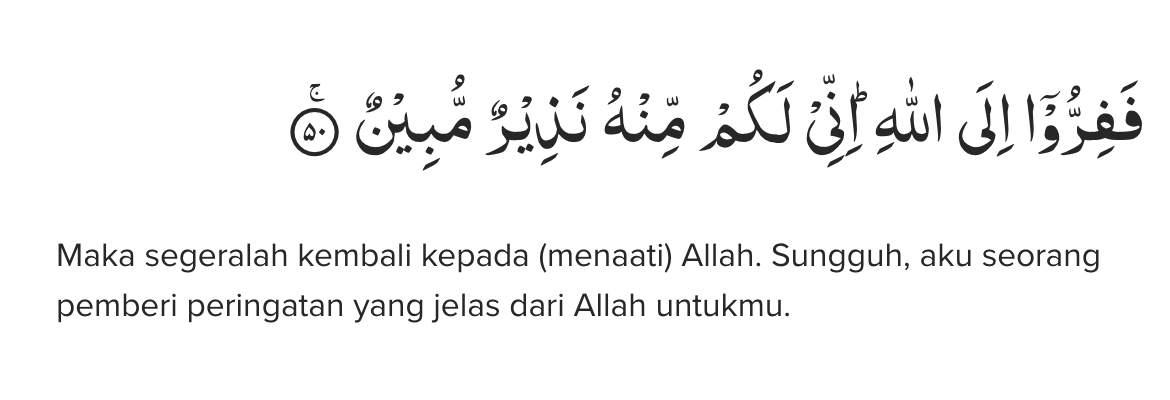 فَفِرُّوْٓا اِلَى اللّٰهِ ۗاِنِّيْ لَكُمْ مِّنْهُ نَذِيْرٌ مُّبِيْنٌۚ ۝٥٠
Maka segeralah kembali kepada (menaati) Allah. Sungguh, aku seorang
pemberi peringatan yang jelas dari Allah untukmu.